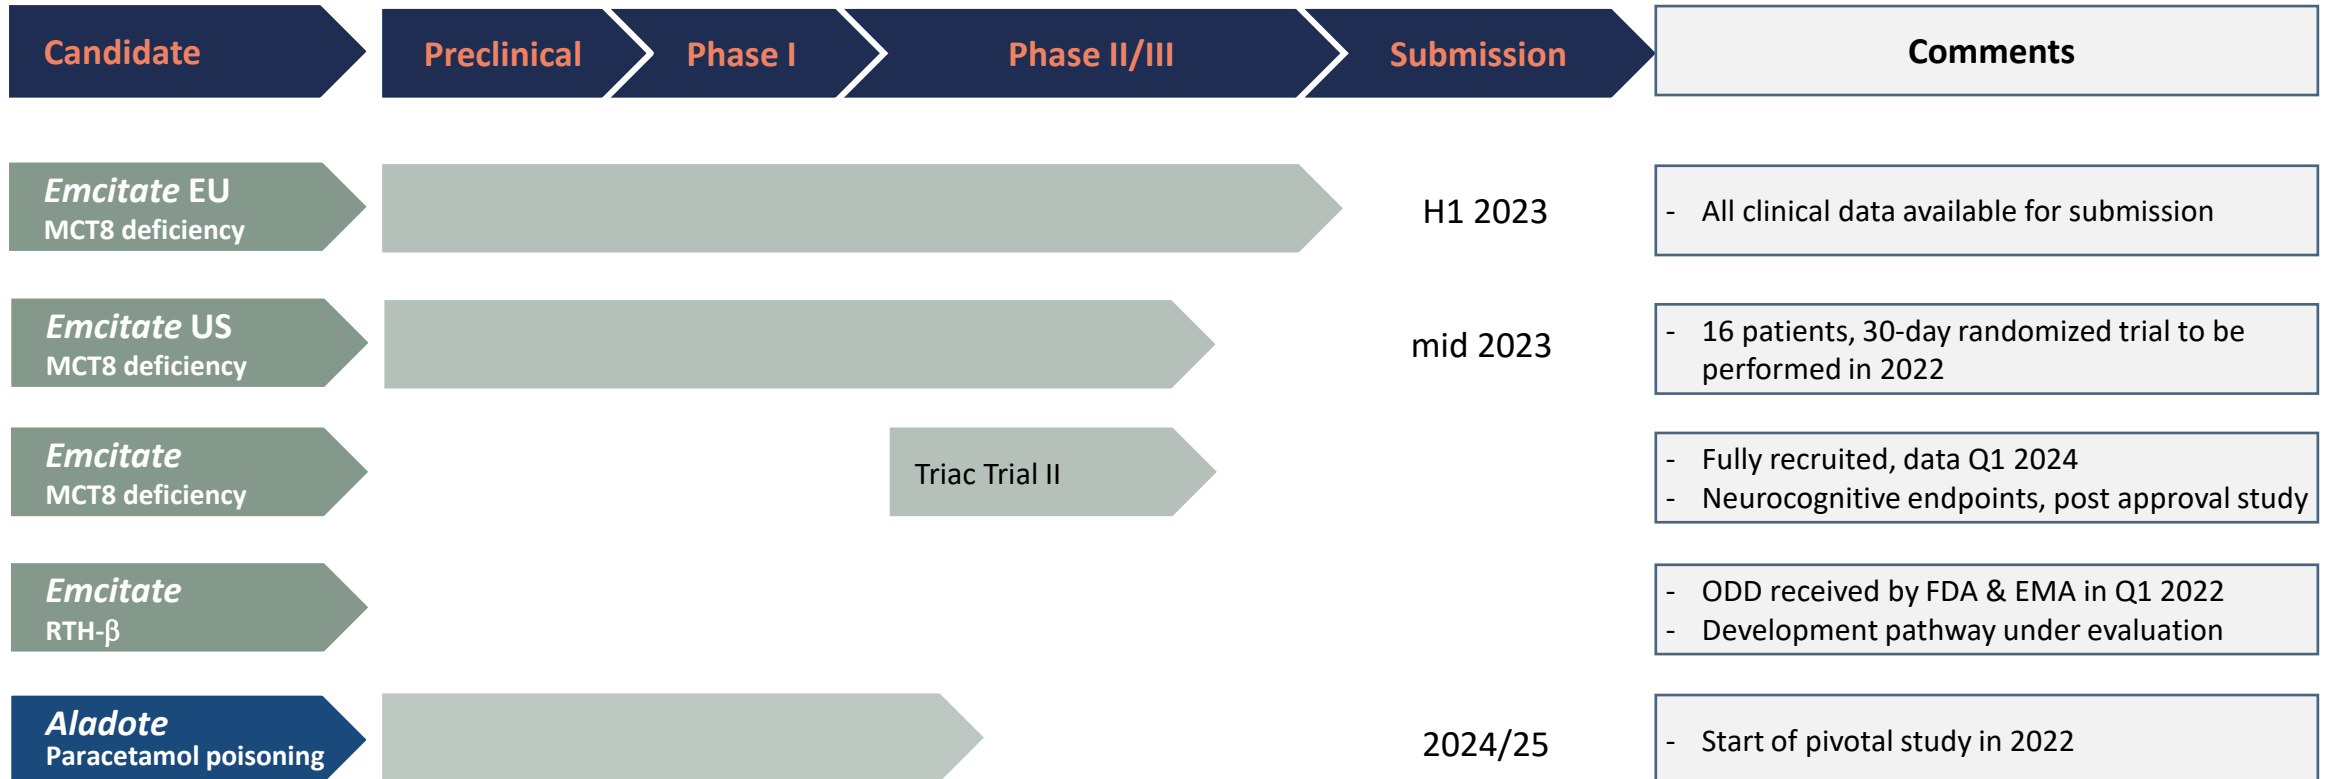 Candidate
Preclinical
Phase I
Phase II/III
Submission
Comments
Emcitate EU
MCT8 deficiency
H1 2023
- All clinical data available for submission
Emcitate US
MCT8 deficiency
mid 2023
- 16 patients, 30-day randomized trial to be
performed in 2022
Emcitate
MCT8 deficiency
Triac Trial II
- Fully recruited, data Q1 2024
- Neurocognitive endpoints, post approval study
Emcitate
RTH-β
- ODD received by FDA & EMA in Q1 2022
- Development pathway under evaluation
Aladote
Paracetamol poisoning
2024/25
- Start of pivotal study in 2022